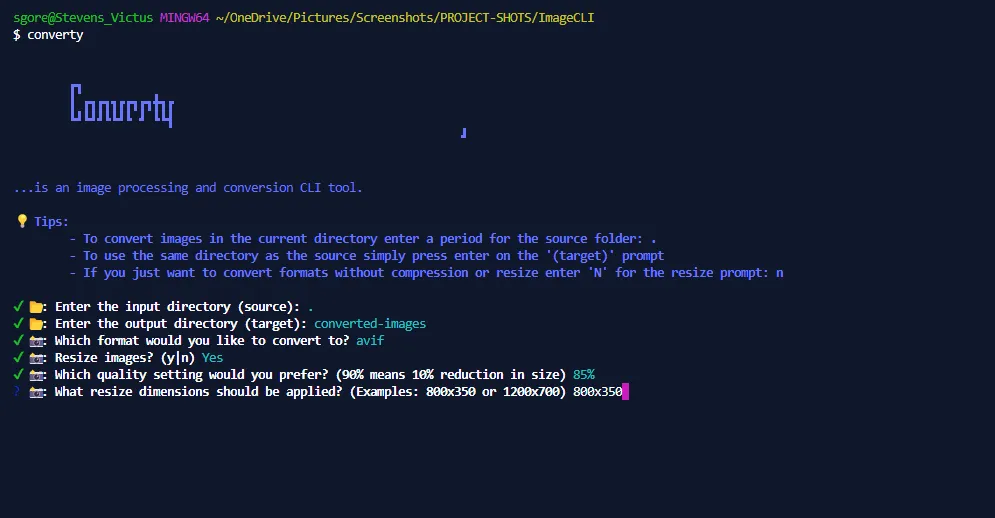 sgore@Stevens_Victus MINGW64 ~/OneDrive/Pictures/Screenshots/PROJECT-SHOTS/ImageCLI
$ converty
Converty
...is an image processing and conversion CLI tool.
💡 Tips:
- To convert images in the current directory enter a period for the source folder: .
- To use the same directory as the source simply press enter on the '(target)' prompt
- If you just want to convert formats without compression or resize enter 'N' for the resize prompt: n
✔ 📂: Enter the input directory (source): .
✔ 📂: Enter the output directory (target): converted-images
✔ 📸: Which format would you like to convert to? avif
✔ 📸: Resize images? (y|n) Yes
✔ 📸: Which quality setting would you prefer? (90% means 10% reduction in size) 85%
? 📸: What resize dimensions should be applied? (Examples: 800x350 or 1200x700) 800x350